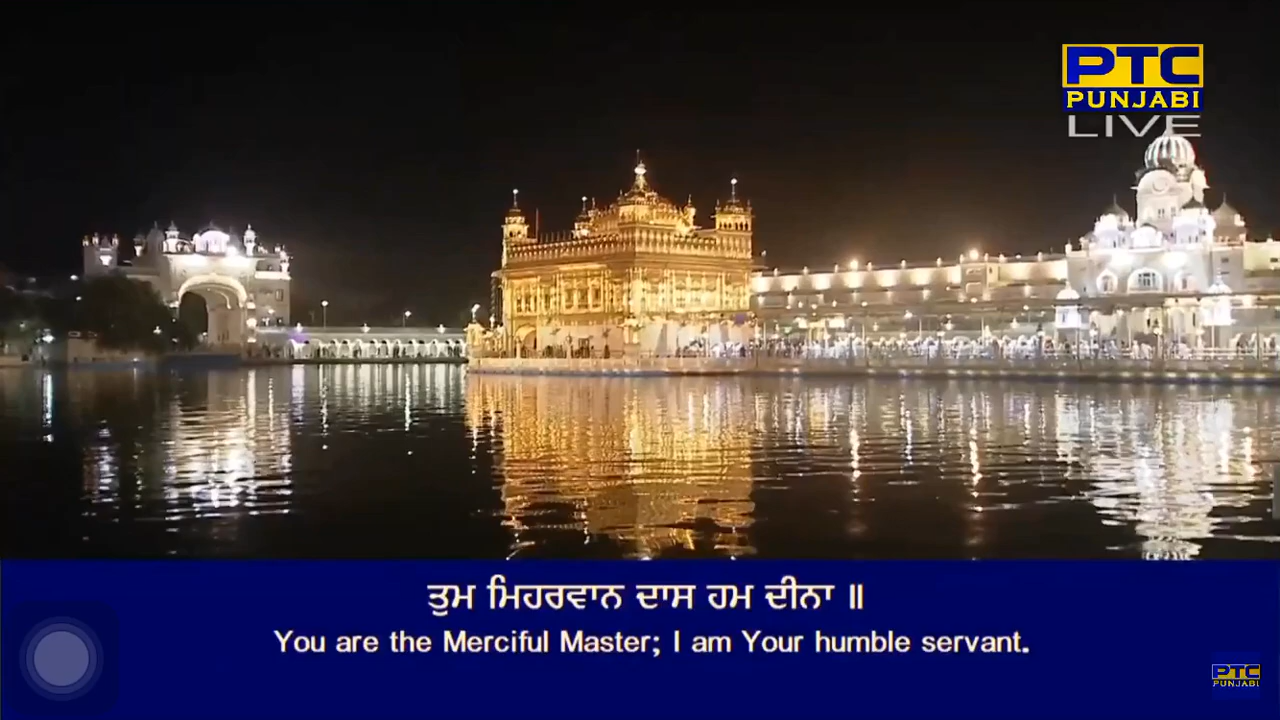 PTC
PUNJABI
LIVE
ਤੁਮ ਮਿਹਰਵਾਨ ਦਾਸ ਹਮ ਦੀਨਾ ॥
You are the Merciful Master; I am Your humble servant.
PTC
PUNJABI